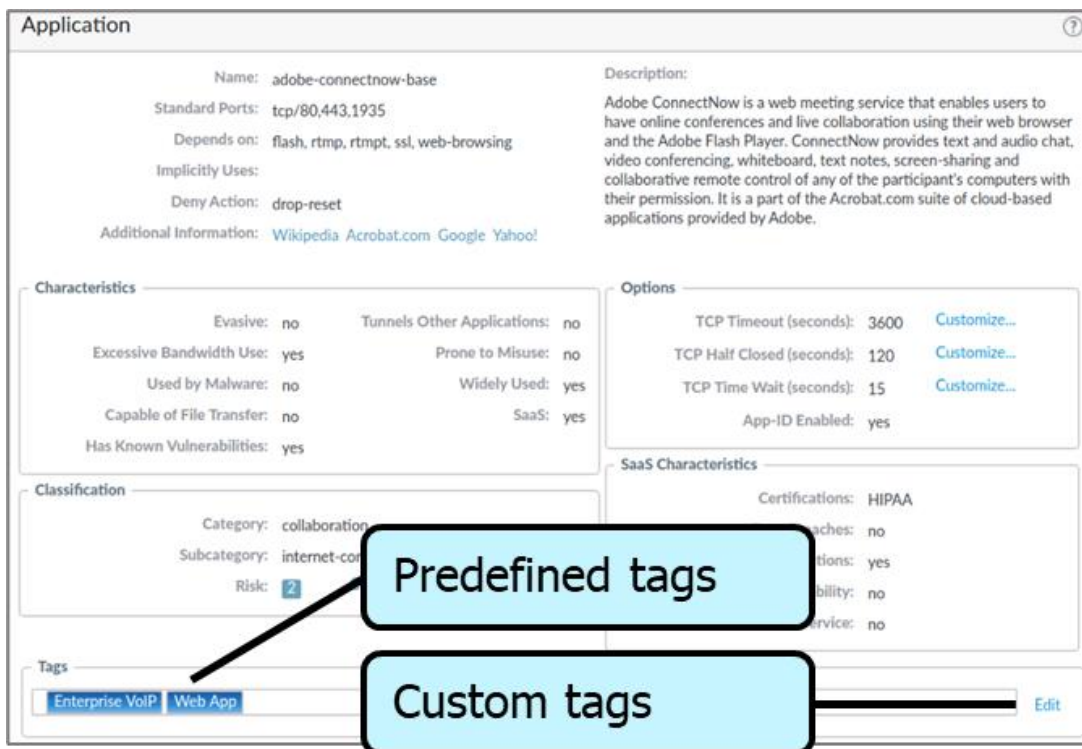 Application
?
Name: adobe-connectnow-base
Standard Ports: tcp/80,443,1935
Depends on: flash, rtmp, rtmpt, ssl, web-browsing
Implicitly Uses:
Deny Action: drop-reset
Additional Information: Wikipedia Acrobat.com Google Yahoo!
Description:
Adobe ConnectNow is a web meeting service that enables users to
have online conferences and live collaboration using their web browser
and the Adobe Flash Player. ConnectNow provides text and audio chat,
video conferencing, whiteboard, text notes, screen-sharing and
collaborative remote control of any of the participant's computers with
their permission. It is a part of the Acrobat.com suite of cloud-based
applications provided by Adobe.
Characteristics
Evasive: no Tunnels Other Applications: no
Excessive Bandwidth Use: yes Prone to Misuse: no
Used by Malware: no Widely Used: yes
Capable of File Transfer: no SaaS: yes
Has Known Vulnerabilities: yes
Options
TCP Timeout (seconds): 3600 Customize...
TCP Half Closed (seconds): 120 Customize...
TCP Time Wait (seconds): 15 Customize...
App-ID Enabled: yes
Classification
Category: collaboration
Subcategory: internet-con
Risk: 2
SaaS Characteristics
Certifications: HIPAA
aches: no
tions: yes
bility: no
ervice: no
Predefined tags
Tags
Enterprise VoIP Web App
Custom tags
Edit